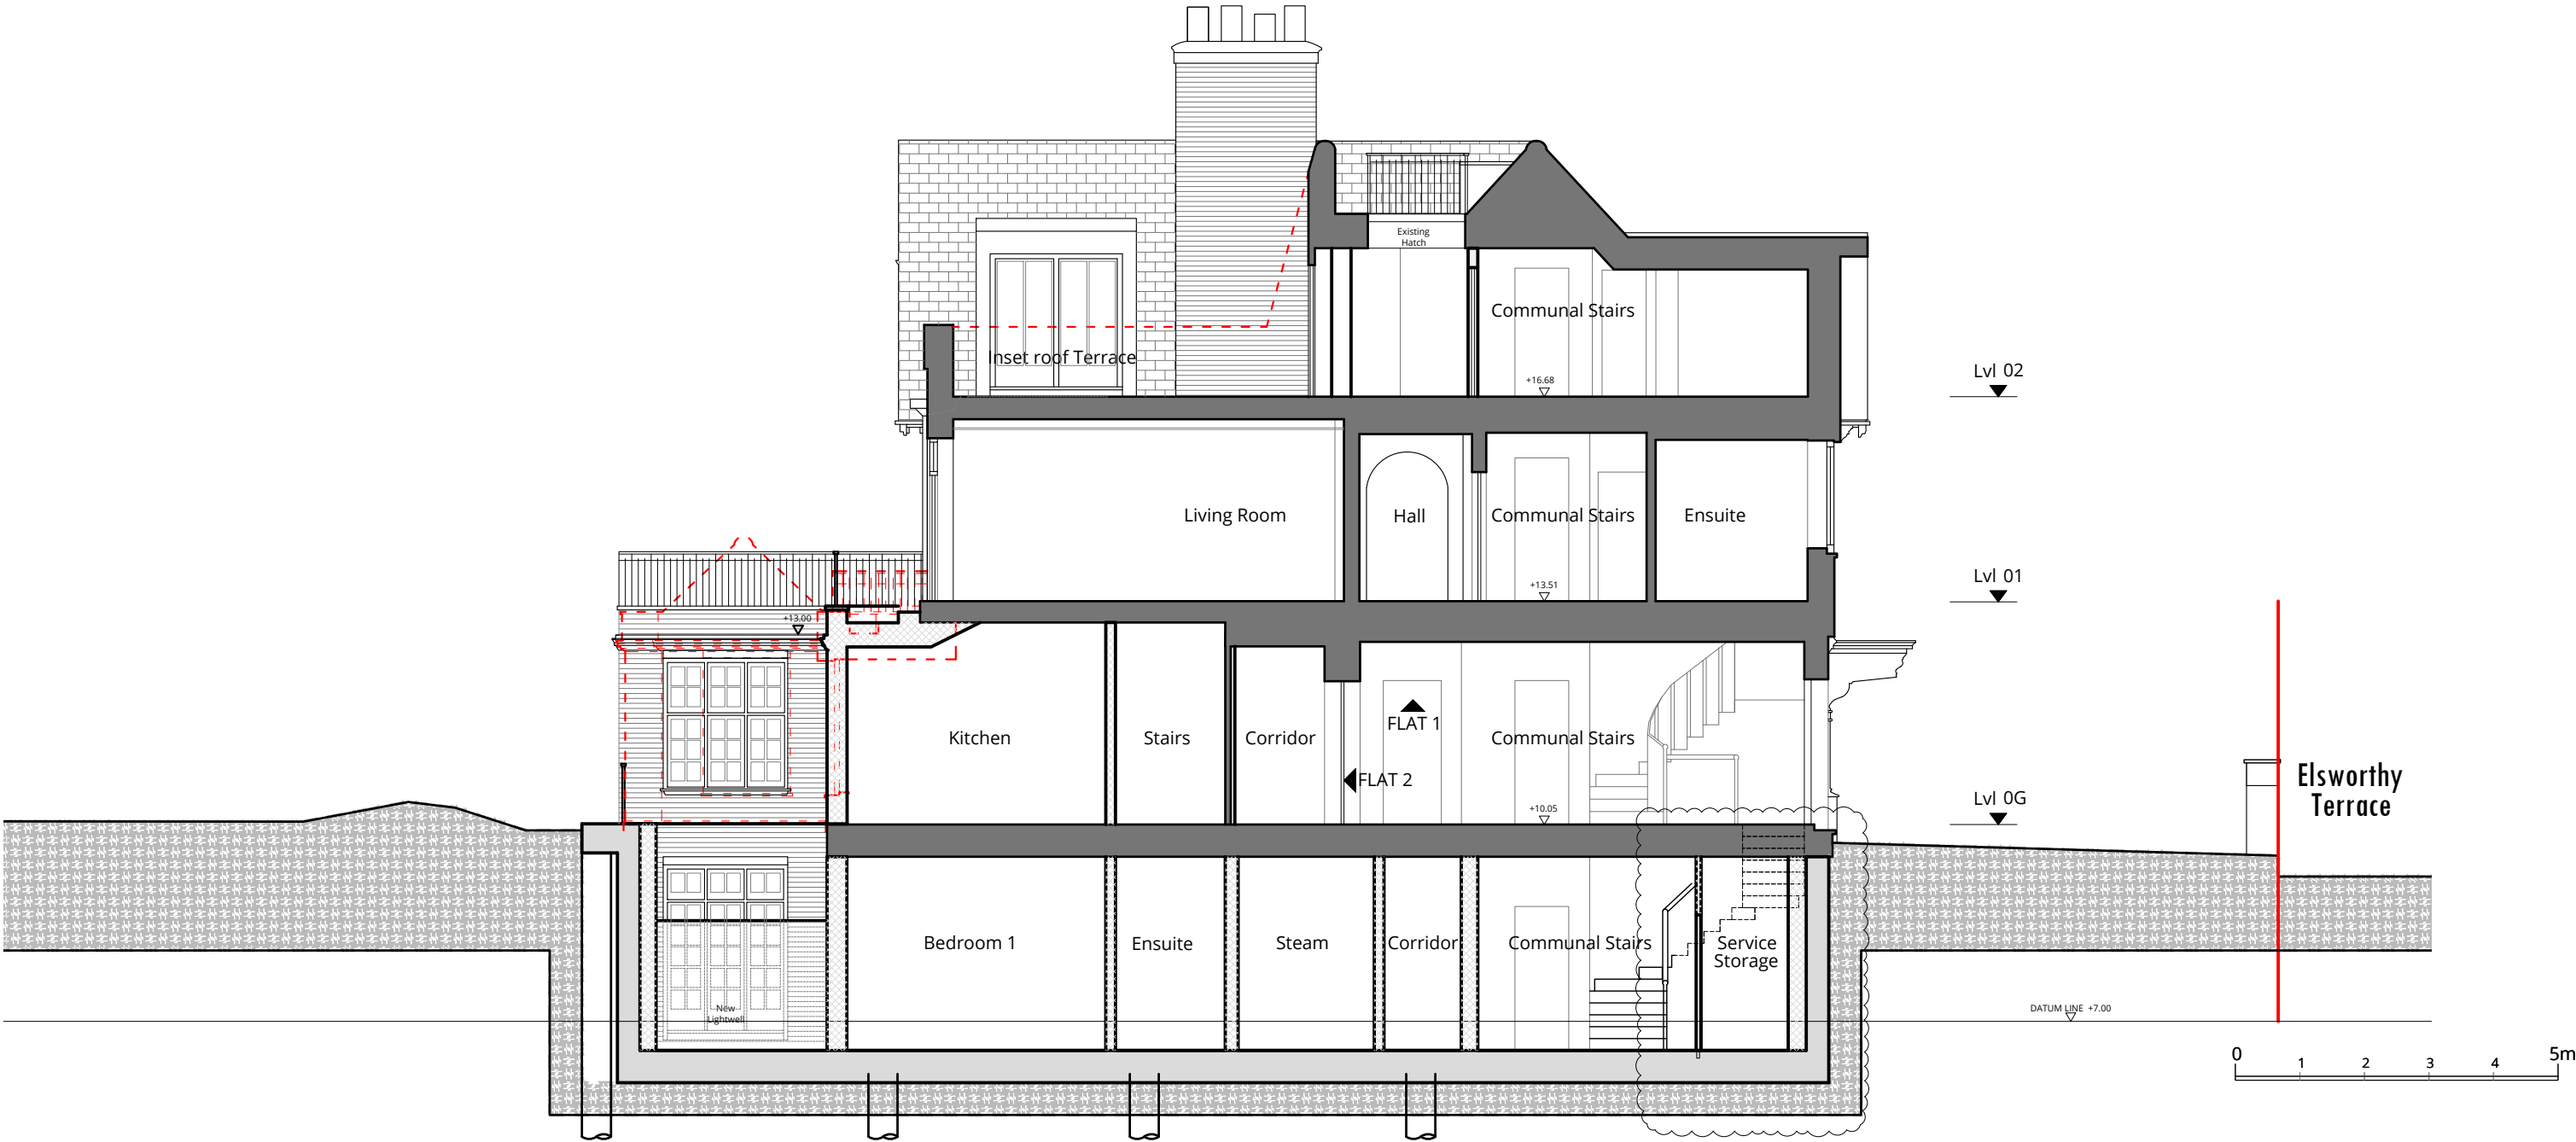 Existing
Hatch
Communal Stairs
Inset roof Terrace
+16.68
Lvl 02
Living Room
Hall
Communal Stairs
Ensuite
+13.51
Lvl 01
+13.00
Kitchen
Stairs
Corridor
FLAT 1
FLAT 2
Communal Stairs
+10.05
Lvl 0G
Elsworthy
Terrace
Bedroom 1
Ensuite
Steam
Corridor
Communal Stairs
Service
Storage
New
Lightwell
DATUM LINE +7.00
0 1 2 3 4 5m